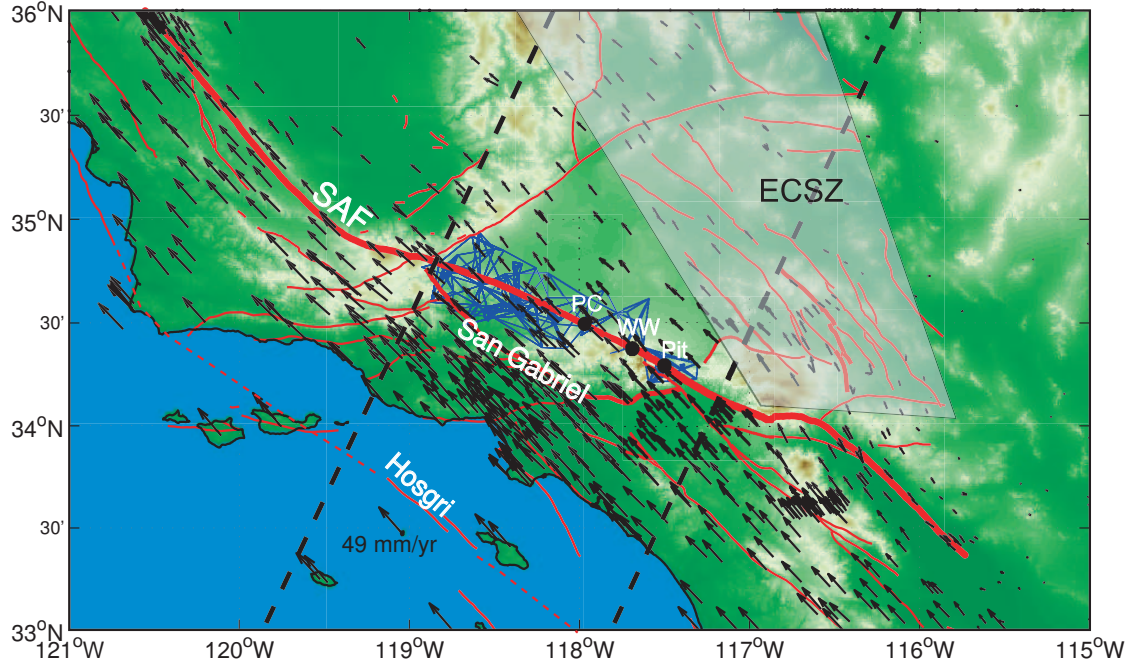 36°N
30'
35°N
30'
34°N
30'
33°N
ECSZ
SAF
PC
WW
Pit
San Gabriel
Hosgri
49 mm/yr
121°W
120°W
119°W
118°W
117°W
116°W
115°W